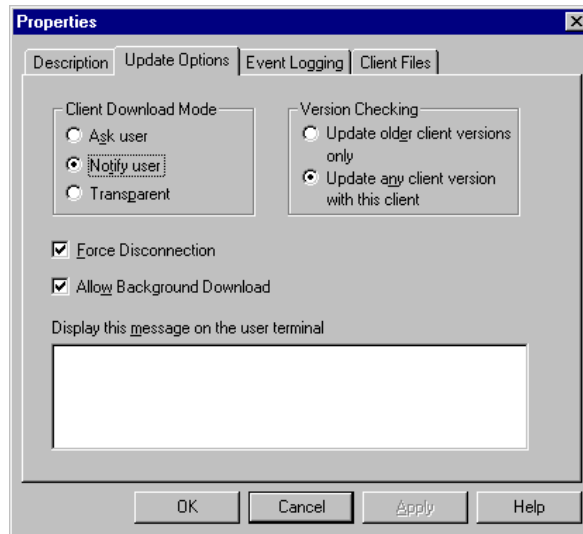 Properties
Description Update Options Event Logging Client Files
Client Download Mode
Ask user
Notify user
Transparent
Version Checking
Update older client versions
only
Update any client version
with this client
Force Disconnection
Allow Background Download
Display this message on the user terminal
OK Cancel Apply Help